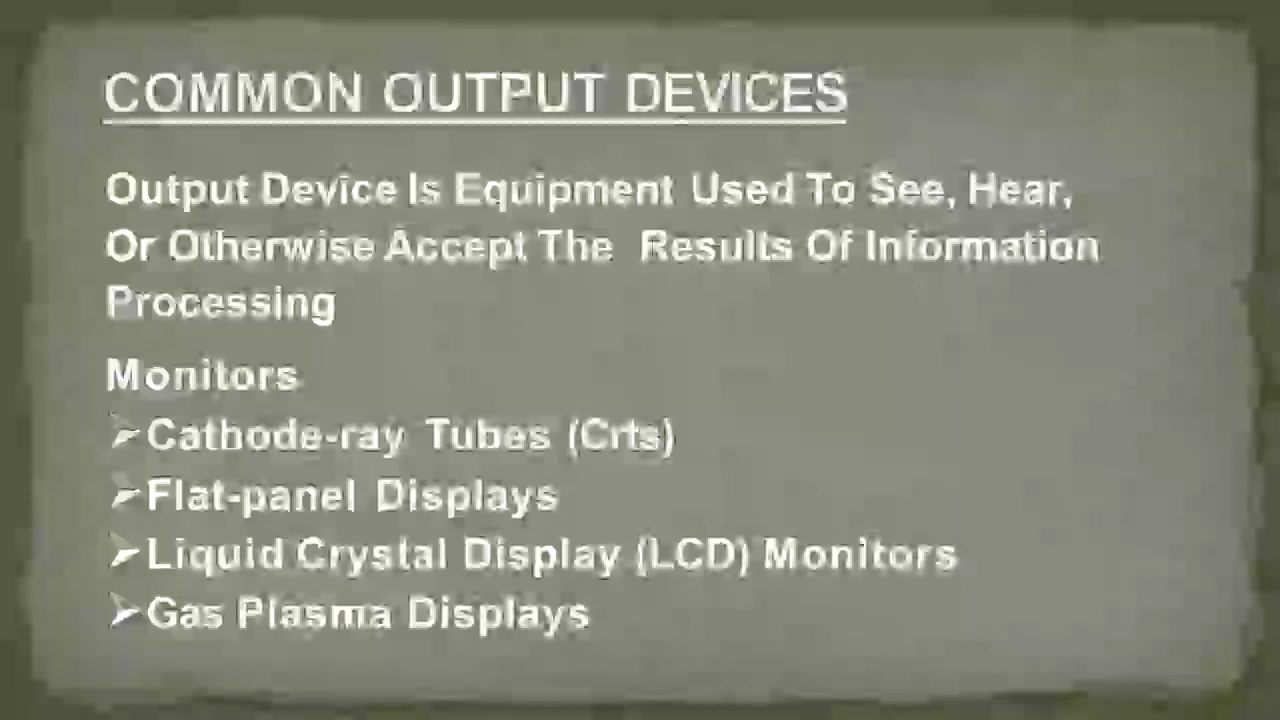 COMMON OUTPUT DEVICES
Output Device Is Equipment Used To See, Hear,
Or Otherwise Accept The Results Of Information
Processing
Monitors
➢Cathode-ray Tubes (Crts)
➢Flat-panel Displays
➢Liquid Crystal Display (LCD) Monitors
➢Gas Plasma Displays